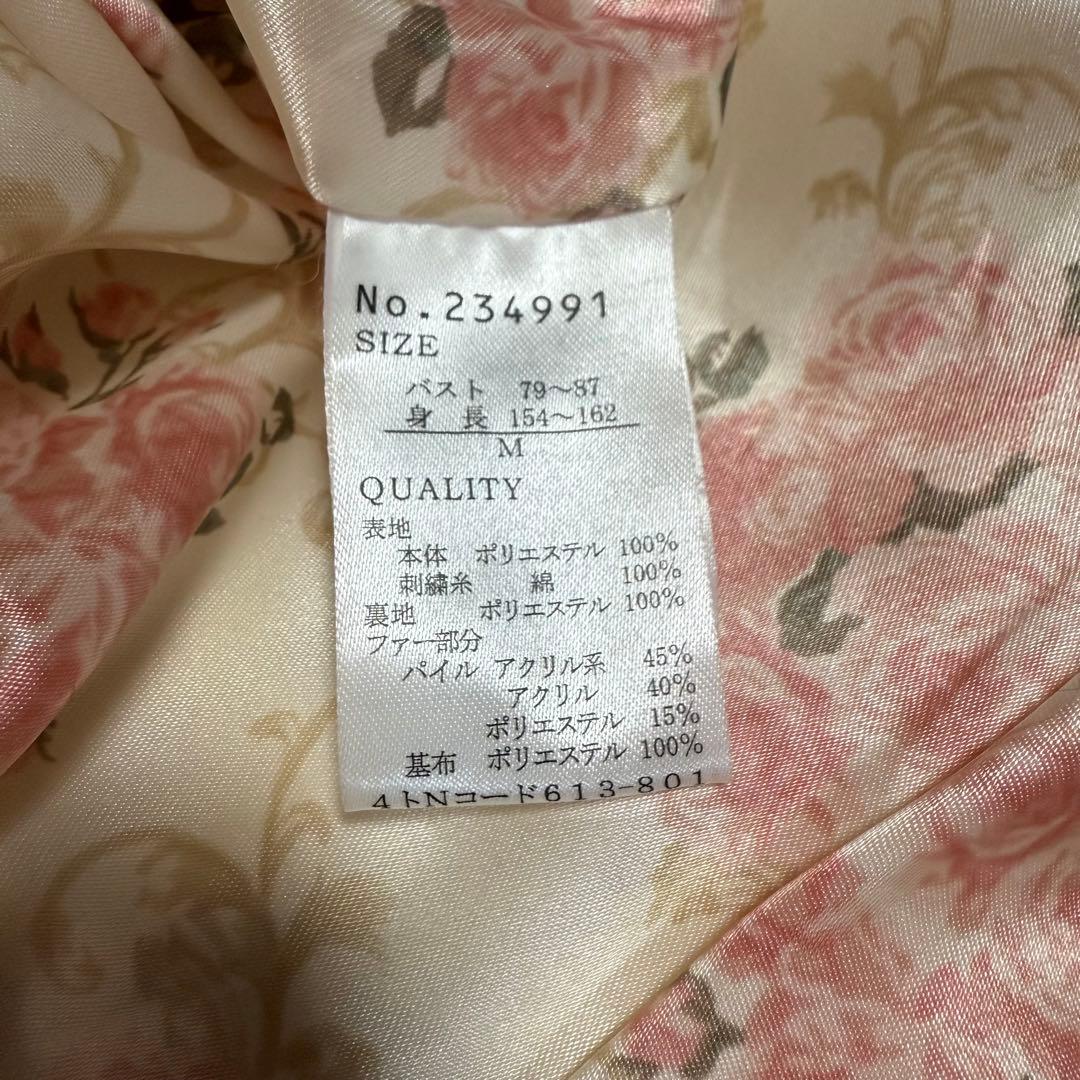 No.234991
SIZE
バスト 79〜87
身長 154〜162
M
QUALITY
表地
本体 ポリエステル 100%
刺繍糸 綿 100%
裏地 ポリエステル 100%
ファー部分
パイル アクリル系 45%
アクリル 40%
ポリエステル 15%
基布 ポリエステル 100%
4トNコード613-801